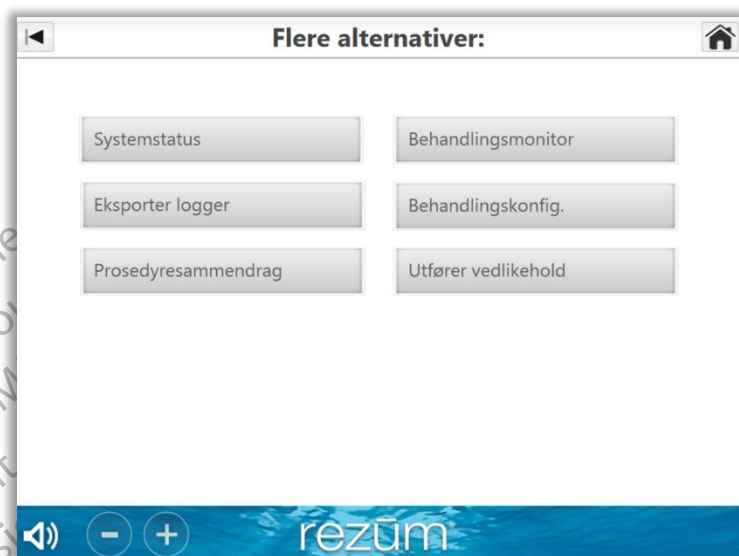 Flere alternativer:
Systemstatus
Behandlingsmonitor
Eksporter logger
Behandlingskonfig.
Prosedyresammendrag
Utfører vedlikehold
rezūm